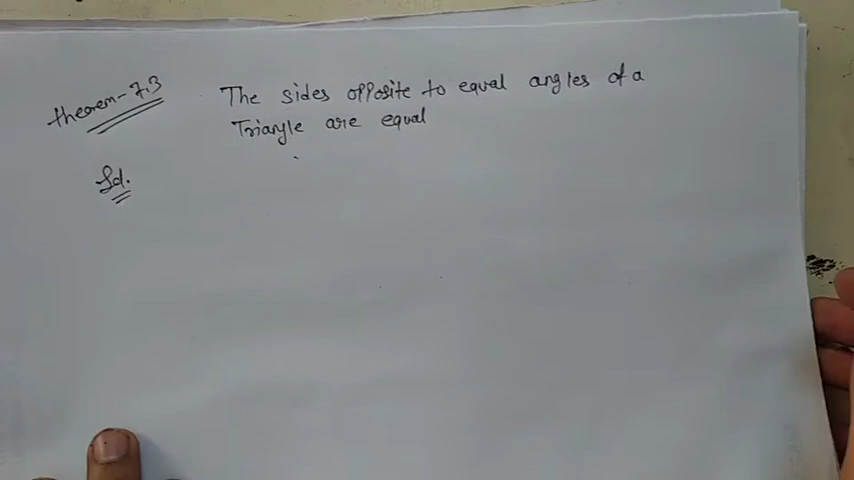 theorem-7.3 The sides opposite to equal angles of a
Triangle are equal
Sol.